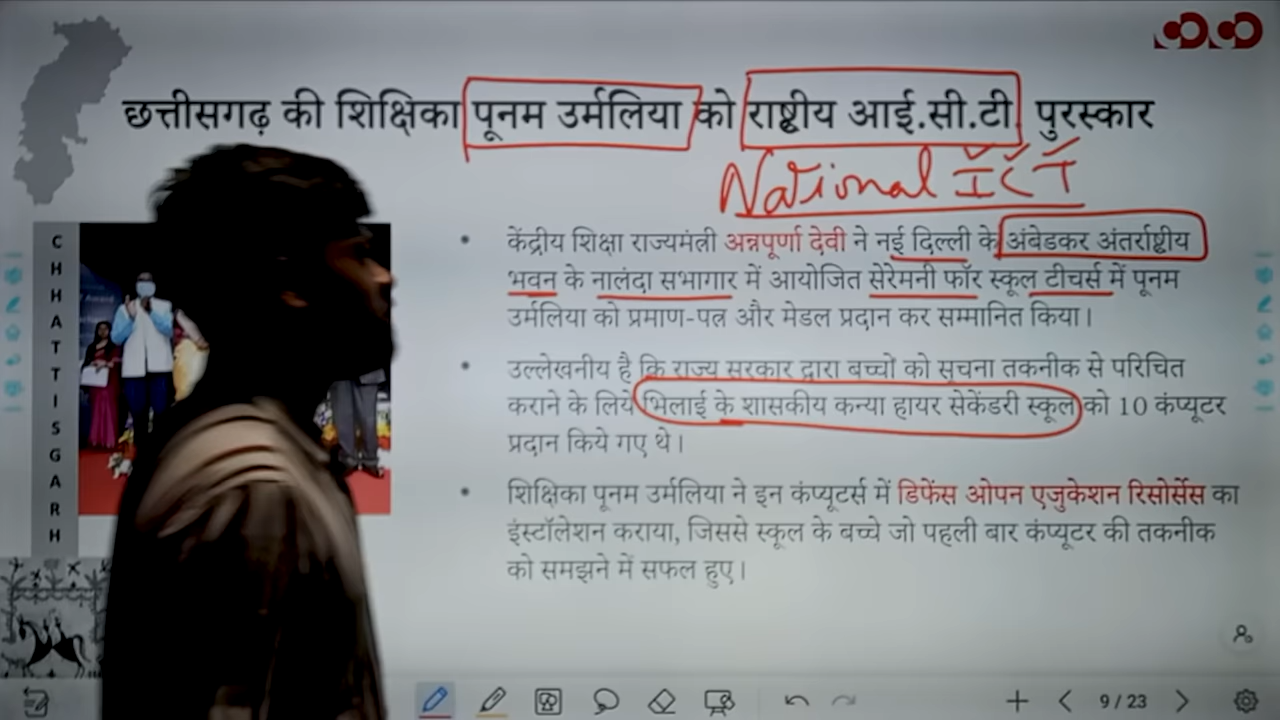 छत्तीसगढ़ की शिक्षिका पूनम उर्मलिया को राष्ट्रीय आई.सी.टी. पुरस्कार
National ICT
केंद्रीय शिक्षा राज्यमंत्री अन्नपूर्णा देवी ने नई दिल्ली के अंबेडकर अंतर्राष्ट्रीय
भवन के नालंदा सभागार में आयोजित सेरेमनी फॉर स्कूल टीचर्स में पूनम
उर्मलिया को प्रमाण-पत्र और मेडल प्रदान कर सम्मानित किया।
उल्लेखनीय है कि राज्य सरकार द्वारा बच्चों को सूचना तकनीक से परिचित
कराने के लिये भिलाई के शासकीय कन्या हायर सेकेंडरी स्कूल को 10 कंप्यूटर
प्रदान किये गए थे।
शिक्षिका पूनम उर्मलिया ने इन कंप्यूटर्स में डिफेंस ओपन एजुकेशन रिसोर्सेस का
इंस्टॉलेशन कराया, जिससे स्कूल के बच्चे जो पहली बार कंप्यूटर की तकनीक
को समझने में सफल हुए।
CHHATTISGARH
9 / 23